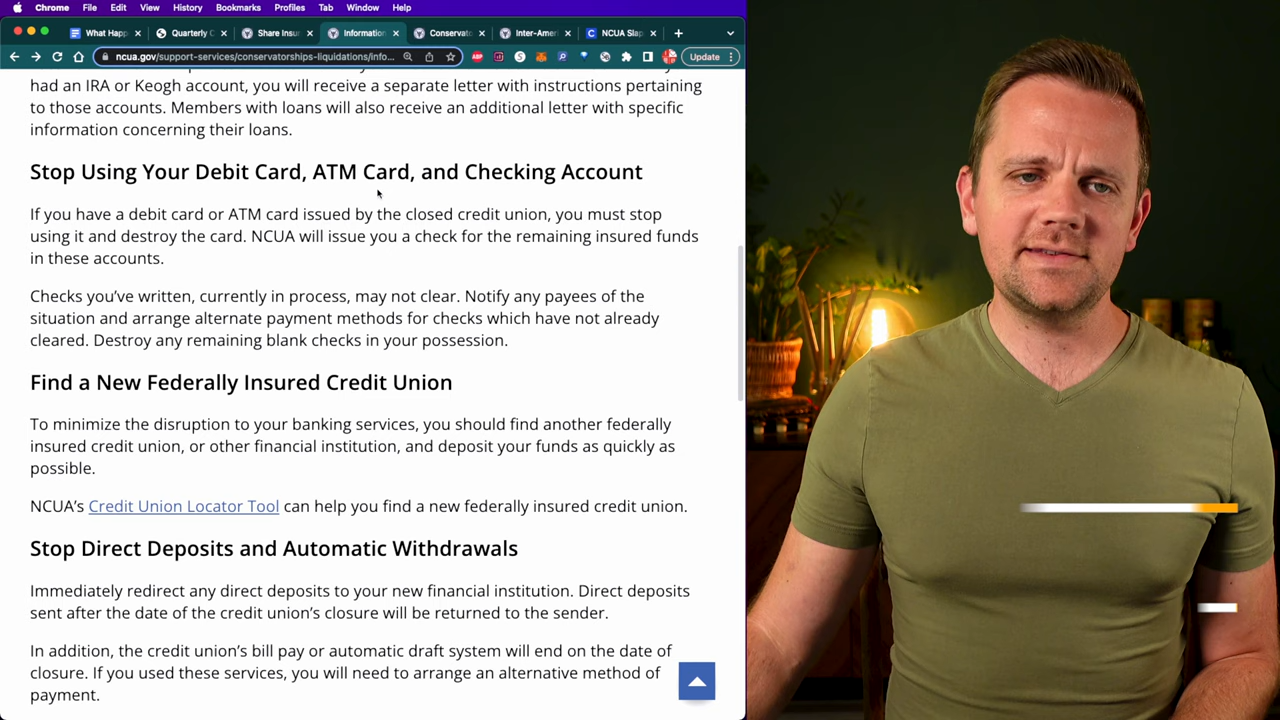 Chrome File Edit View History Bookmarks Profiles Tab Window Help
What Happ Quarterly C Share Insur Information Conservat Inter-Ameri NCUA Slap
ncua.gov/support-services/conservatorships-liquidations/info... Update
had an IRA or Keogh account, you will receive a separate letter with instructions pertaining
to those accounts. Members with loans will also receive an additional letter with specific
information concerning their loans.
Stop Using Your Debit Card, ATM Card, and Checking Account
If you have a debit card or ATM card issued by the closed credit union, you must stop
using it and destroy the card. NCUA will issue you a check for the remaining insured funds
in these accounts.
Checks you’ve written, currently in process, may not clear. Notify any payees of the
situation and arrange alternate payment methods for checks which have not already
cleared. Destroy any remaining blank checks in your possession.
Find a New Federally Insured Credit Union
To minimize the disruption to your banking services, you should find another federally
insured credit union, or other financial institution, and deposit your funds as quickly as
possible.
NCUA’s Credit Union Locator Tool can help you find a new federally insured credit union.
Stop Direct Deposits and Automatic Withdrawals
Immediately redirect any direct deposits to your new financial institution. Direct deposits
sent after the date of the credit union’s closure will be returned to the sender.
In addition, the credit union’s bill pay or automatic draft system will end on the date of
closure. If you used these services, you will need to arrange an alternative method of
payment.